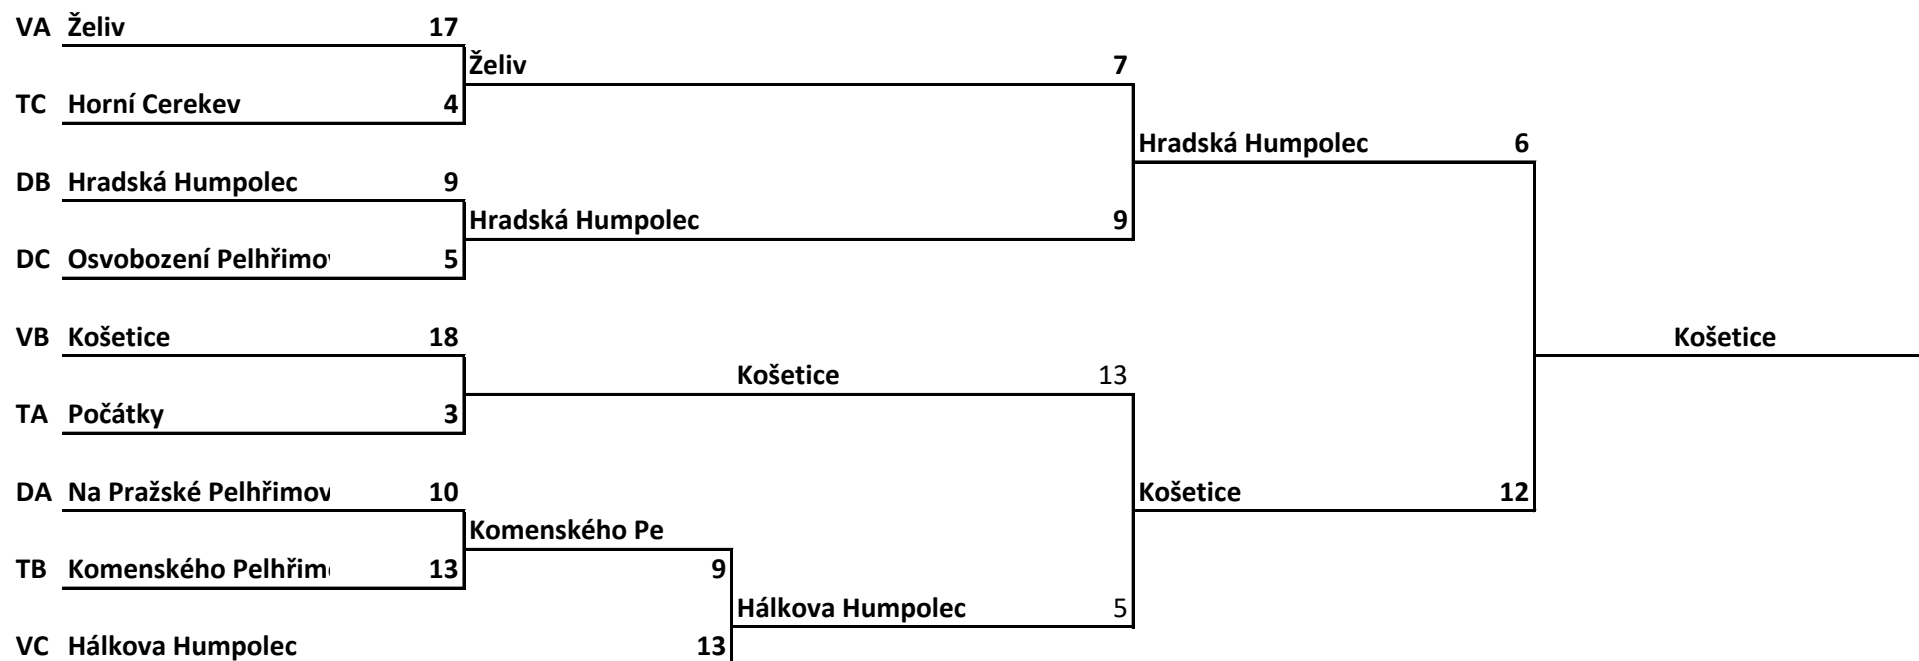 VA Želiv 17
Želiv 7
TC Horní Cerekev 4
Hradská Humpolec 6
DB Hradská Humpolec 9
Hradská Humpolec 9
DC Osvobození Pelhřimo 5
VB Košetice 18
Košetice
Košetice 13
TA Počátky 3
DA Na Pražské Pelhřimov 10
Košetice 12
Komenského Pe
TB Komenského Pelhřim 13
9
Hálkova Humpolec 5
VC Hálkova Humpolec 13